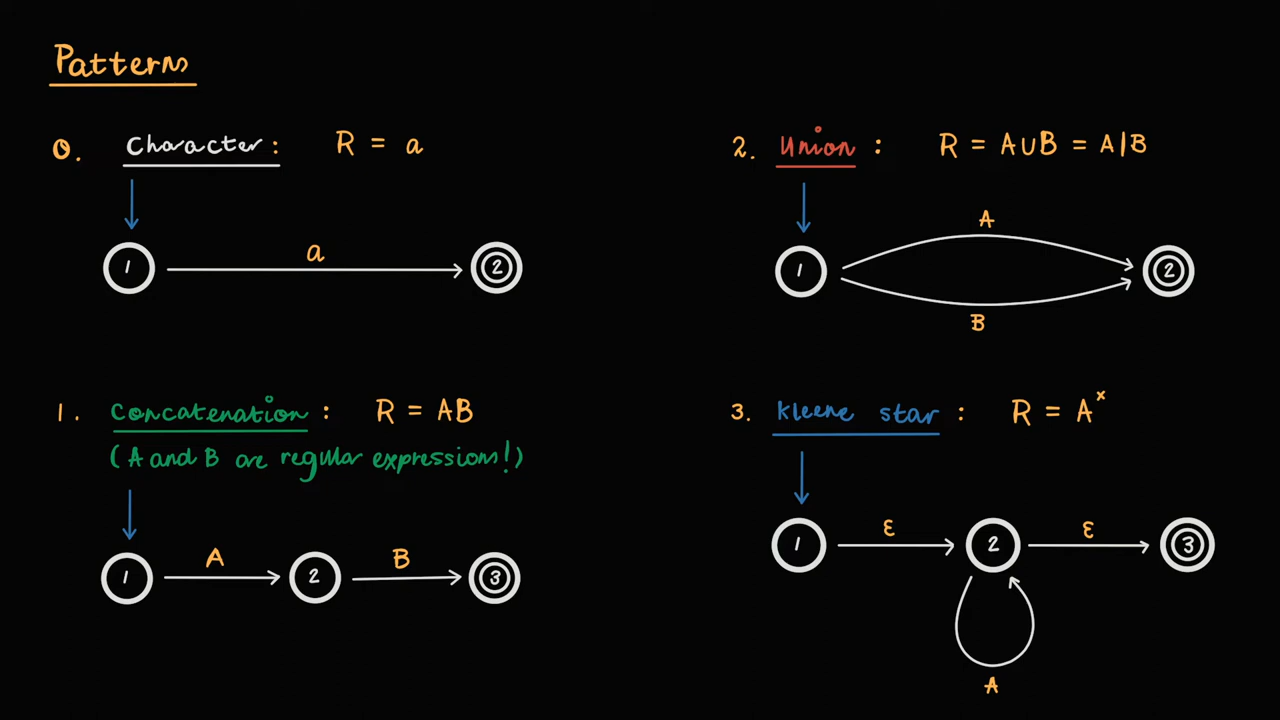 Patterns
0. Character: R = a
a
1 2
1. Concatenation: R = AB
(A and B are regular expressions!)
A B
1 2 3
2. Union: R = A∪B = A|B
A
1 2
B
3. Kleene star: R = A*
ε ε
1 2 3
A